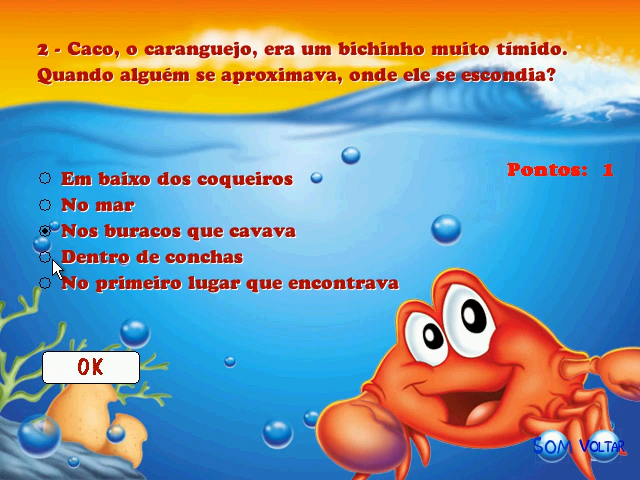 2 - Caco, o caranguejo, era um bichinho muito tímido.
Quando alguém se aproximava, onde ele se escondia?
Pontos: 1
Em baixo dos coqueiros
No mar
Nos buracos que cavava
Dentro de conchas
No primeiro lugar que encontrava
OK
SOM VOLTAR